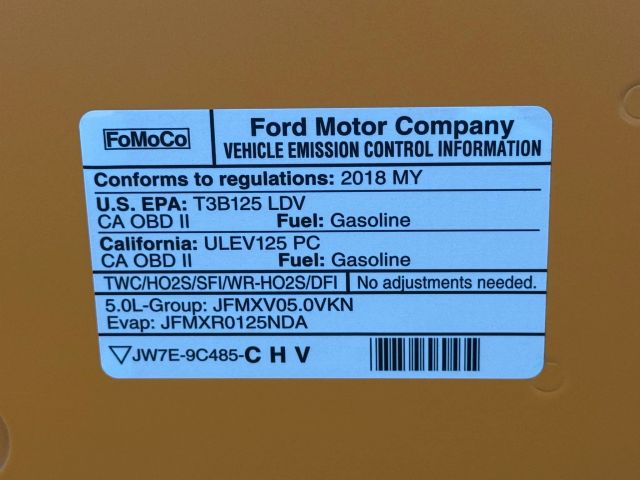 FoMoCo
Ford Motor Company
VEHICLE EMISSION CONTROL INFORMATION
Conforms to regulations: 2018 MY
U.S. EPA: T3B125 LDV
CA OBD II Fuel: Gasoline
California: ULEV125 PC
CA OBD II Fuel: Gasoline
TWC/HO2S/SFI/WR-HO2S/DFI No adjustments needed.
5.0L-Group: JFMXV05.0VKN
Evap: JFMXR0125NDA
JW7E-9C485-C H V